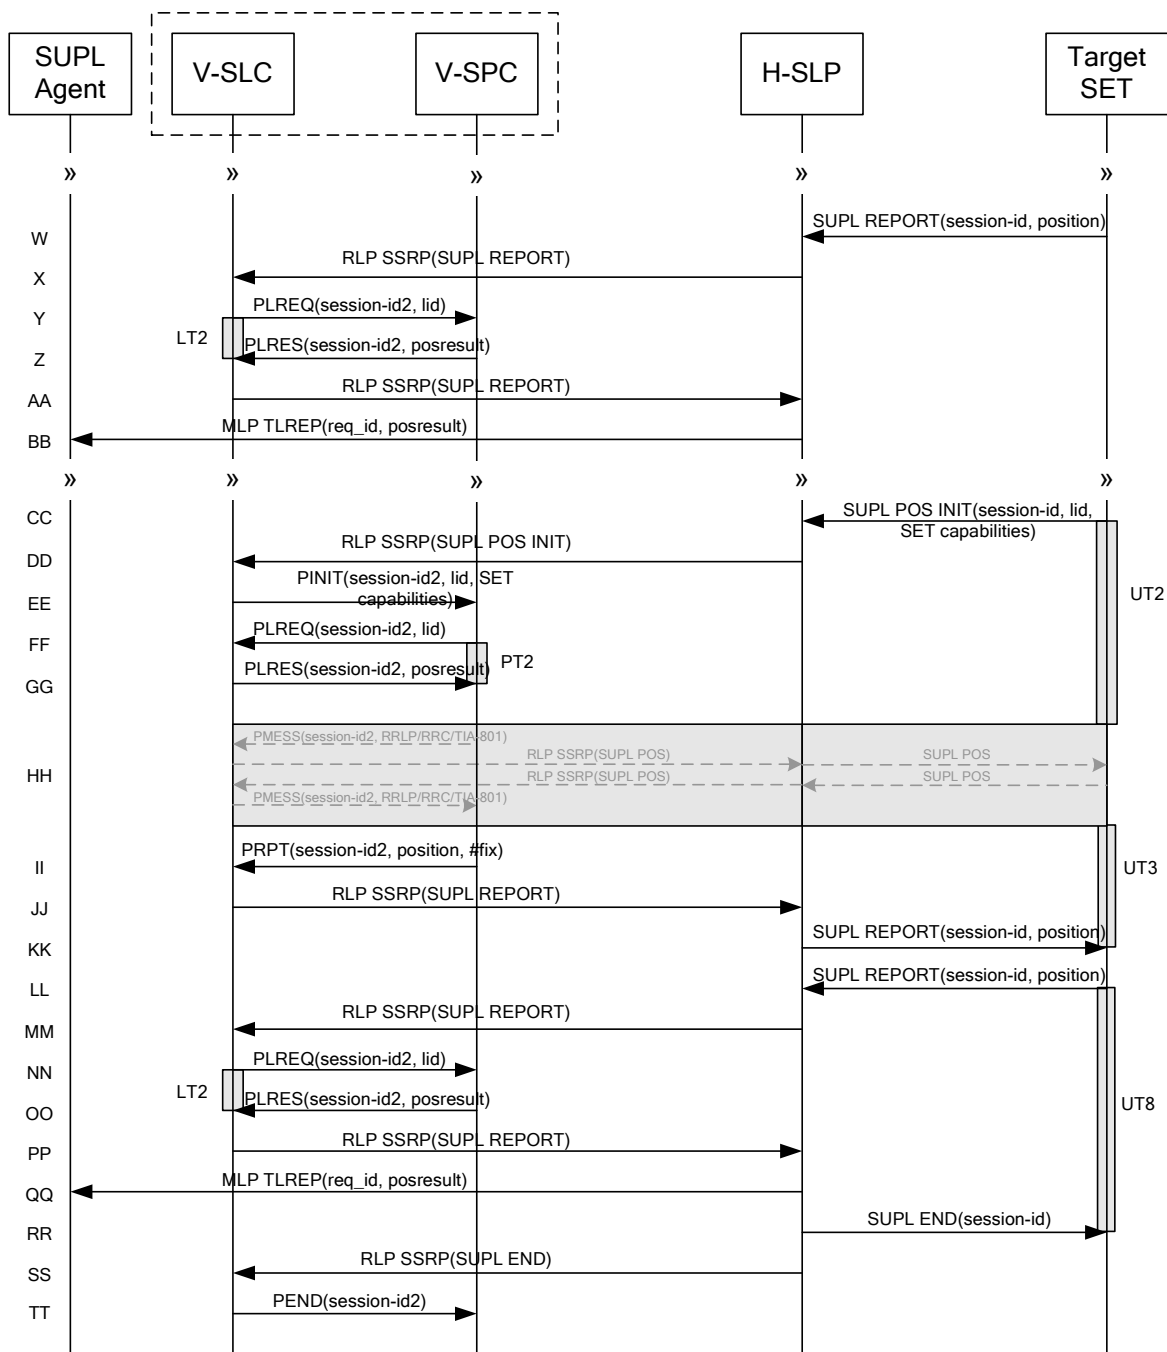 SUPL
Agent
V-SLC
V-SPC
H-SLP
Target
SET
» » » » »
W
SUPL REPORT(session-id, position)
X
RLP SSRP(SUPL REPORT)
Y
PLREQ(session-id2, lid)
LT2
Z
PLRES(session-id2, posresult)
AA
RLP SSRP(SUPL REPORT)
BB
MLP TLREP(req_id, posresult)
» » » » »
CC
SUPL POS INIT(session-id, lid,
SET capabilities)
DD
RLP SSRP(SUPL POS INIT)
EE
PINIT(session-id2, lid, SET
capabilities)
UT2
FF
PLREQ(session-id2, lid)
PT2
GG
PLRES(session-id2, posresult)
HH
PMESS(session-id2, RRLP/RRC/TIA-801)
RLP SSRP(SUPL POS)
SUPL POS
RLP SSRP(SUPL POS)
SUPL POS
PMESS(session-id2, RRLP/RRC/TIA-801)
II
PRPT(session-id2, position, #fix)
UT3
JJ
RLP SSRP(SUPL REPORT)
KK
SUPL REPORT(session-id, position)
LL
SUPL REPORT(session-id, position)
MM
RLP SSRP(SUPL REPORT)
NN
PLREQ(session-id2, lid)
LT2
OO
PLRES(session-id2, posresult)
UT8
PP
RLP SSRP(SUPL REPORT)
QQ
MLP TLREP(req_id, posresult)
RR
SUPL END(session-id)
SS
RLP SSRP(SUPL END)
TT
PEND(session-id2)